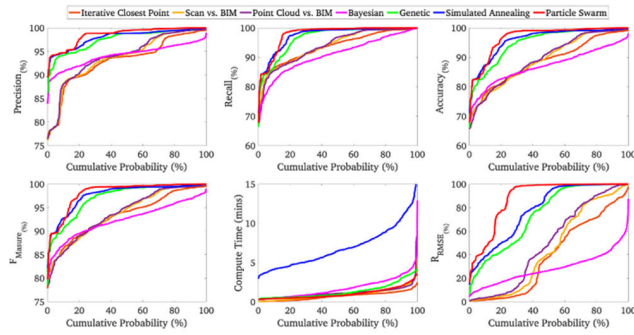 Iterative Closest Point Scan vs. BIM Point Cloud vs. BIM Bayesian Genetic Simulated Annealing Particle Swarm
Precision(%)
100
95
90
85
80
75
0 20 40 60 80 100
Cumulative Probability (%)
Recall(%)
100
90
80
70
60
0 20 40 60 80 100
Cumulative Probability (%)
Accuracy(%)
100
90
80
70
60
0 20 40 60 80 100
Cumulative Probability (%)
FMasure(%)
100
95
90
85
80
75
0 20 40 60 80 100
Cumulative Probability (%)
Compute Time (mins)
15
10
5
0
0 20 40 60 80 100
Cumulative Probability (%)
RRMSE(%)
100
80
60
40
20
0
0 20 40 60 80 100
Cumulative Probability (%)